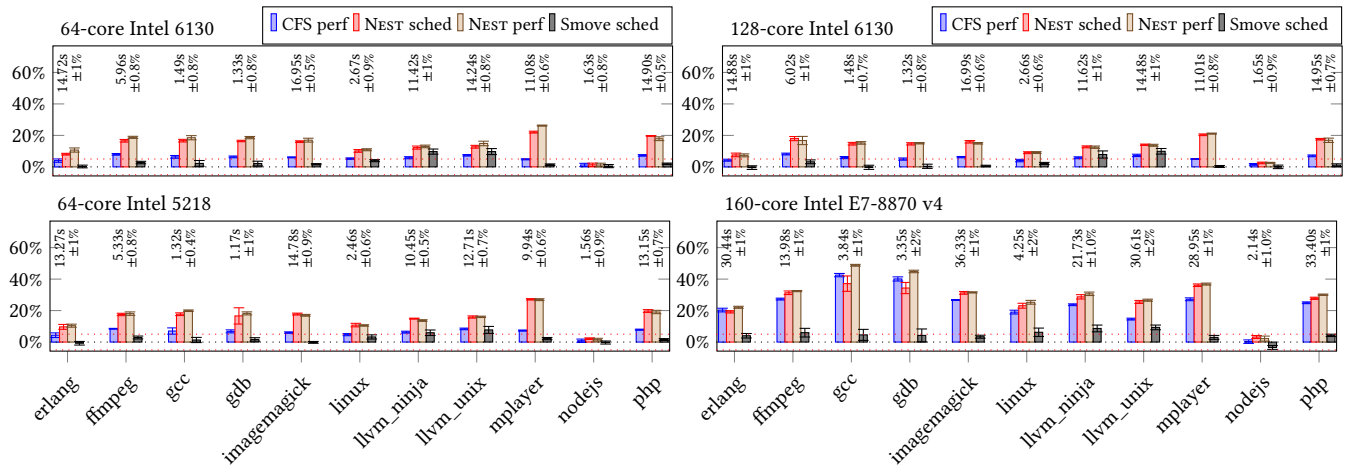 64-core Intel 6130
CFS perf NEST sched NEST perf Smove sched
60%
40%
20%
0%
14.72s ±1%
5.96s ±0.8%
1.49s ±0.8%
1.33s ±0.8%
16.95s ±0.5%
2.67s ±0.9%
11.42s ±1%
14.24s ±0.8%
11.08s ±0.6%
1.63s ±0.8%
14.90s ±0.5%
128-core Intel 6130
CFS perf NEST sched NEST perf Smove sched
60%
40%
20%
0%
14.88s ±1%
6.02s ±1%
1.48s ±0.7%
1.32s ±0.8%
16.99s ±0.6%
2.66s ±0.6%
11.62s ±1%
14.48s ±1%
11.01s ±0.8%
1.65s ±0.9%
14.95s ±0.7%
64-core Intel 5218
60%
40%
20%
0%
13.27s ±1%
5.33s ±0.8%
1.32s ±0.4%
1.17s ±1%
14.78s ±0.9%
2.46s ±0.6%
10.45s ±0.5%
12.71s ±0.7%
9.94s ±0.6%
1.56s ±0.9%
13.15s ±0.7%
erlang
ffmpeg
gcc
gdb
imagemagick
linux
llvm_ninja
llvm_unix
mplayer
nodejs
php
160-core Intel E7-8870 v4
60%
40%
20%
0%
30.44s ±1%
13.98s ±1%
3.84s ±1%
3.35s ±2%
36.33s ±1%
4.25s ±2%
21.73s ±1.0%
30.61s ±2%
28.95s ±1%
2.14s ±1.0%
33.40s ±1%
erlang
ffmpeg
gcc
gdb
imagemagick
linux
llvm_ninja
llvm_unix
mplayer
nodejs
php